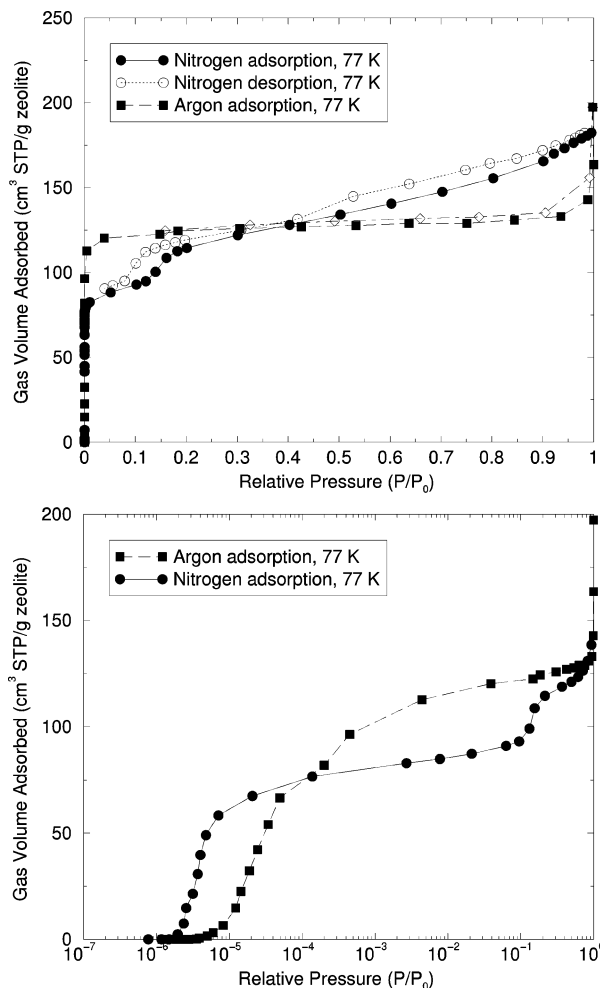 250
200
150
100
50
0
Gas Volume Adsorbed (cm³ STP/g zeolite)
Nitrogen adsorption, 77 K
Nitrogen desorption, 77 K
Argon adsorption, 77 K
0 0.1 0.2 0.3 0.4 0.5 0.6 0.7 0.8 0.9 1
Relative Pressure (P/P₀)
200
150
100
50
0
Gas Volume Adsorbed (cm³ STP/g zeolite)
Argon adsorption, 77 K
Nitrogen adsorption, 77 K
10⁻⁷ 10⁻⁶ 10⁻⁵ 10⁻⁴ 10⁻³ 10⁻² 10⁻¹ 10⁰
Relative Pressure (P/P₀)